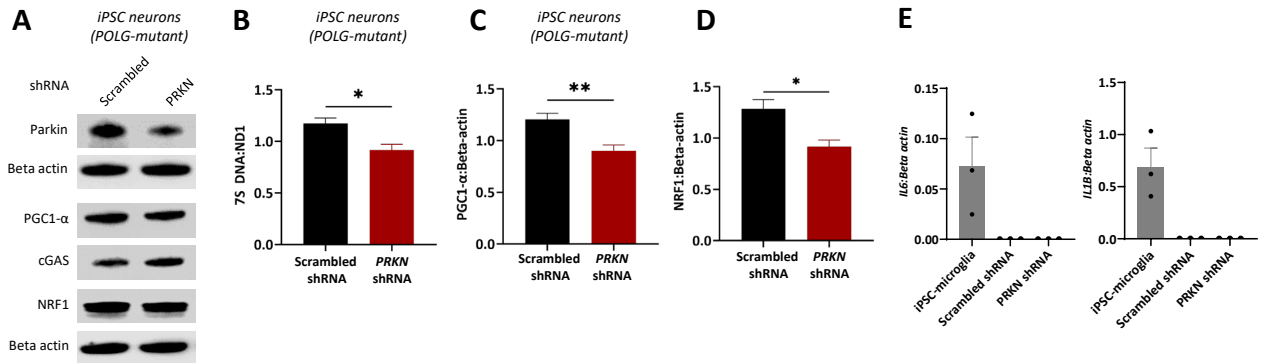 A
iPSC neurons
(POLG-mutant)
shRNA
Scrambled
PRKN
Parkin
Beta actin
PGC1-α
cGAS
NRF1
Beta actin
B
iPSC neurons
(POLG-mutant)
7S DNA:ND1
1.5
1.0
0.5
0.0
*
Scrambled
shRNA
PRKN
shRNA
C
iPSC neurons
(POLG-mutant)
PGC1-α:Beta-actin
1.5
1.0
0.5
0.0
**
Scrambled
shRNA
PRKN
shRNA
D
NRF1:Beta-actin
1.5
1.0
0.5
0.0
*
Scrambled
shRNA
PRKN
shRNA
E
IL6:Beta actin
0.15
0.10
0.05
0.00
iPSC-microglia
Scrambled shRNA
PRKN shRNA
IL1B:Beta actin
1.5
1.0
0.5
0.0
iPSC-microglia
Scrambled shRNA
PRKN shRNA